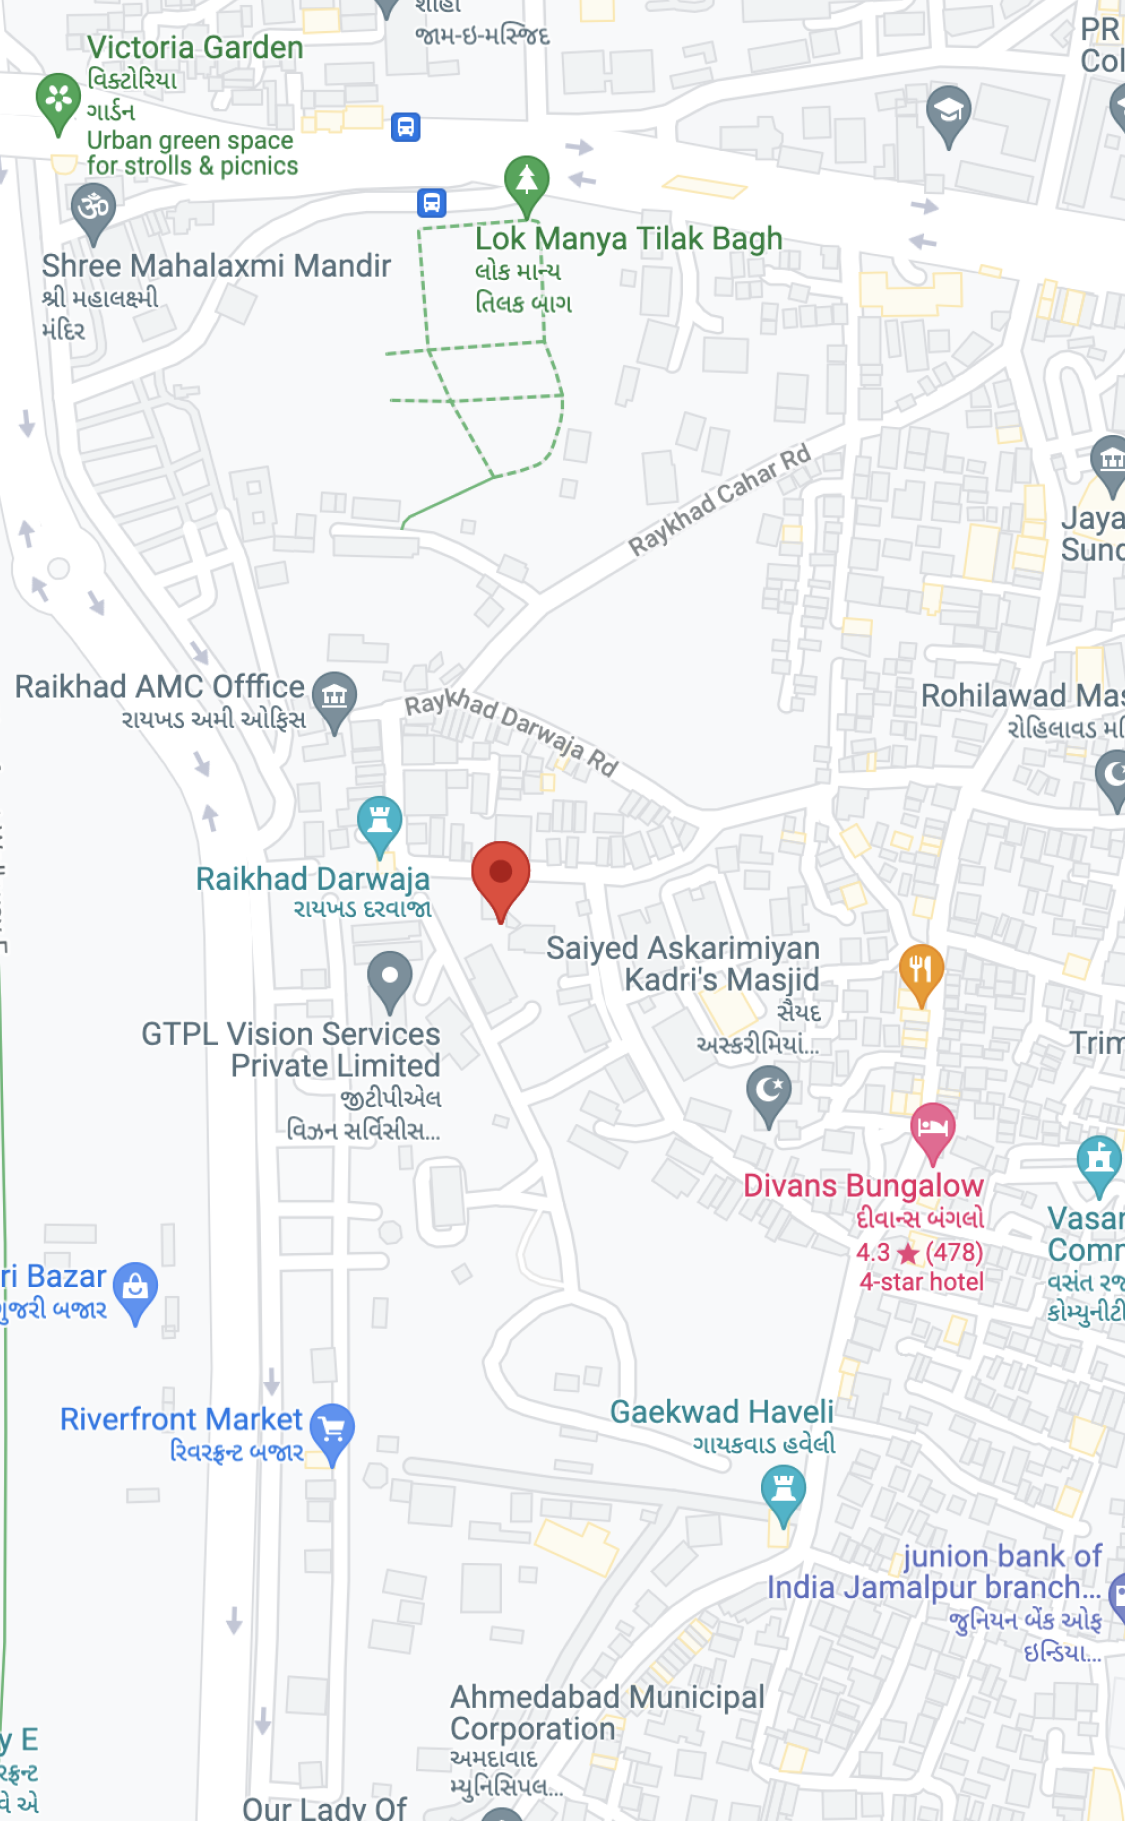 શાહી
જામ-ઇ-મસ્જિદ
PR
Col
Victoria Garden
વિક્ટોરિયા
ગાર્ડન
Urban green space
for strolls & picnics
Lok Manya Tilak Bagh
લોક માન્ય
તિલક બાગ
Shree Mahalaxmi Mandir
શ્રી મહાલક્ષ્મી
મંદિર
Raykhad Cahar Rd
Jaya
Sund
Raikhad AMC Offfice
રાયખડ અમી ઓફિસ
Raykhad Darwaja Rd
Rohilawad Mas
રોહિલાવડ મિ
Raikhad Darwaja
રાયખડ દરવાજા
Saiyed Askarimiyan
Kadri's Masjid
સૈયદ
અસ્કરીમિયાં...
GTPL Vision Services
Private Limited
જીટીપીએલ
વિઝન સર્વિસીસ...
Trim
Divans Bungalow
દીવાન્સ બંગલો
4.3 ★ (478)
4-star hotel
Vasan
Comm
વસંત રજ
કોમ્યુનીટી
ri Bazar
ગુજરી બજાર
Riverfront Market
રિવરફ્રન્ટ બજાર
Gaekwad Haveli
ગાયકવાડ હવેલી
junion bank of
India Jamalpur branch...
જુનિયન બેંક ઓફ
ઇન્ડિયા...
Ahmedabad Municipal
Corporation
અમદાવાદ
મ્યુનિસિપલ...
y E
રફ્રન્ટ
વે એ
Our Lady Of